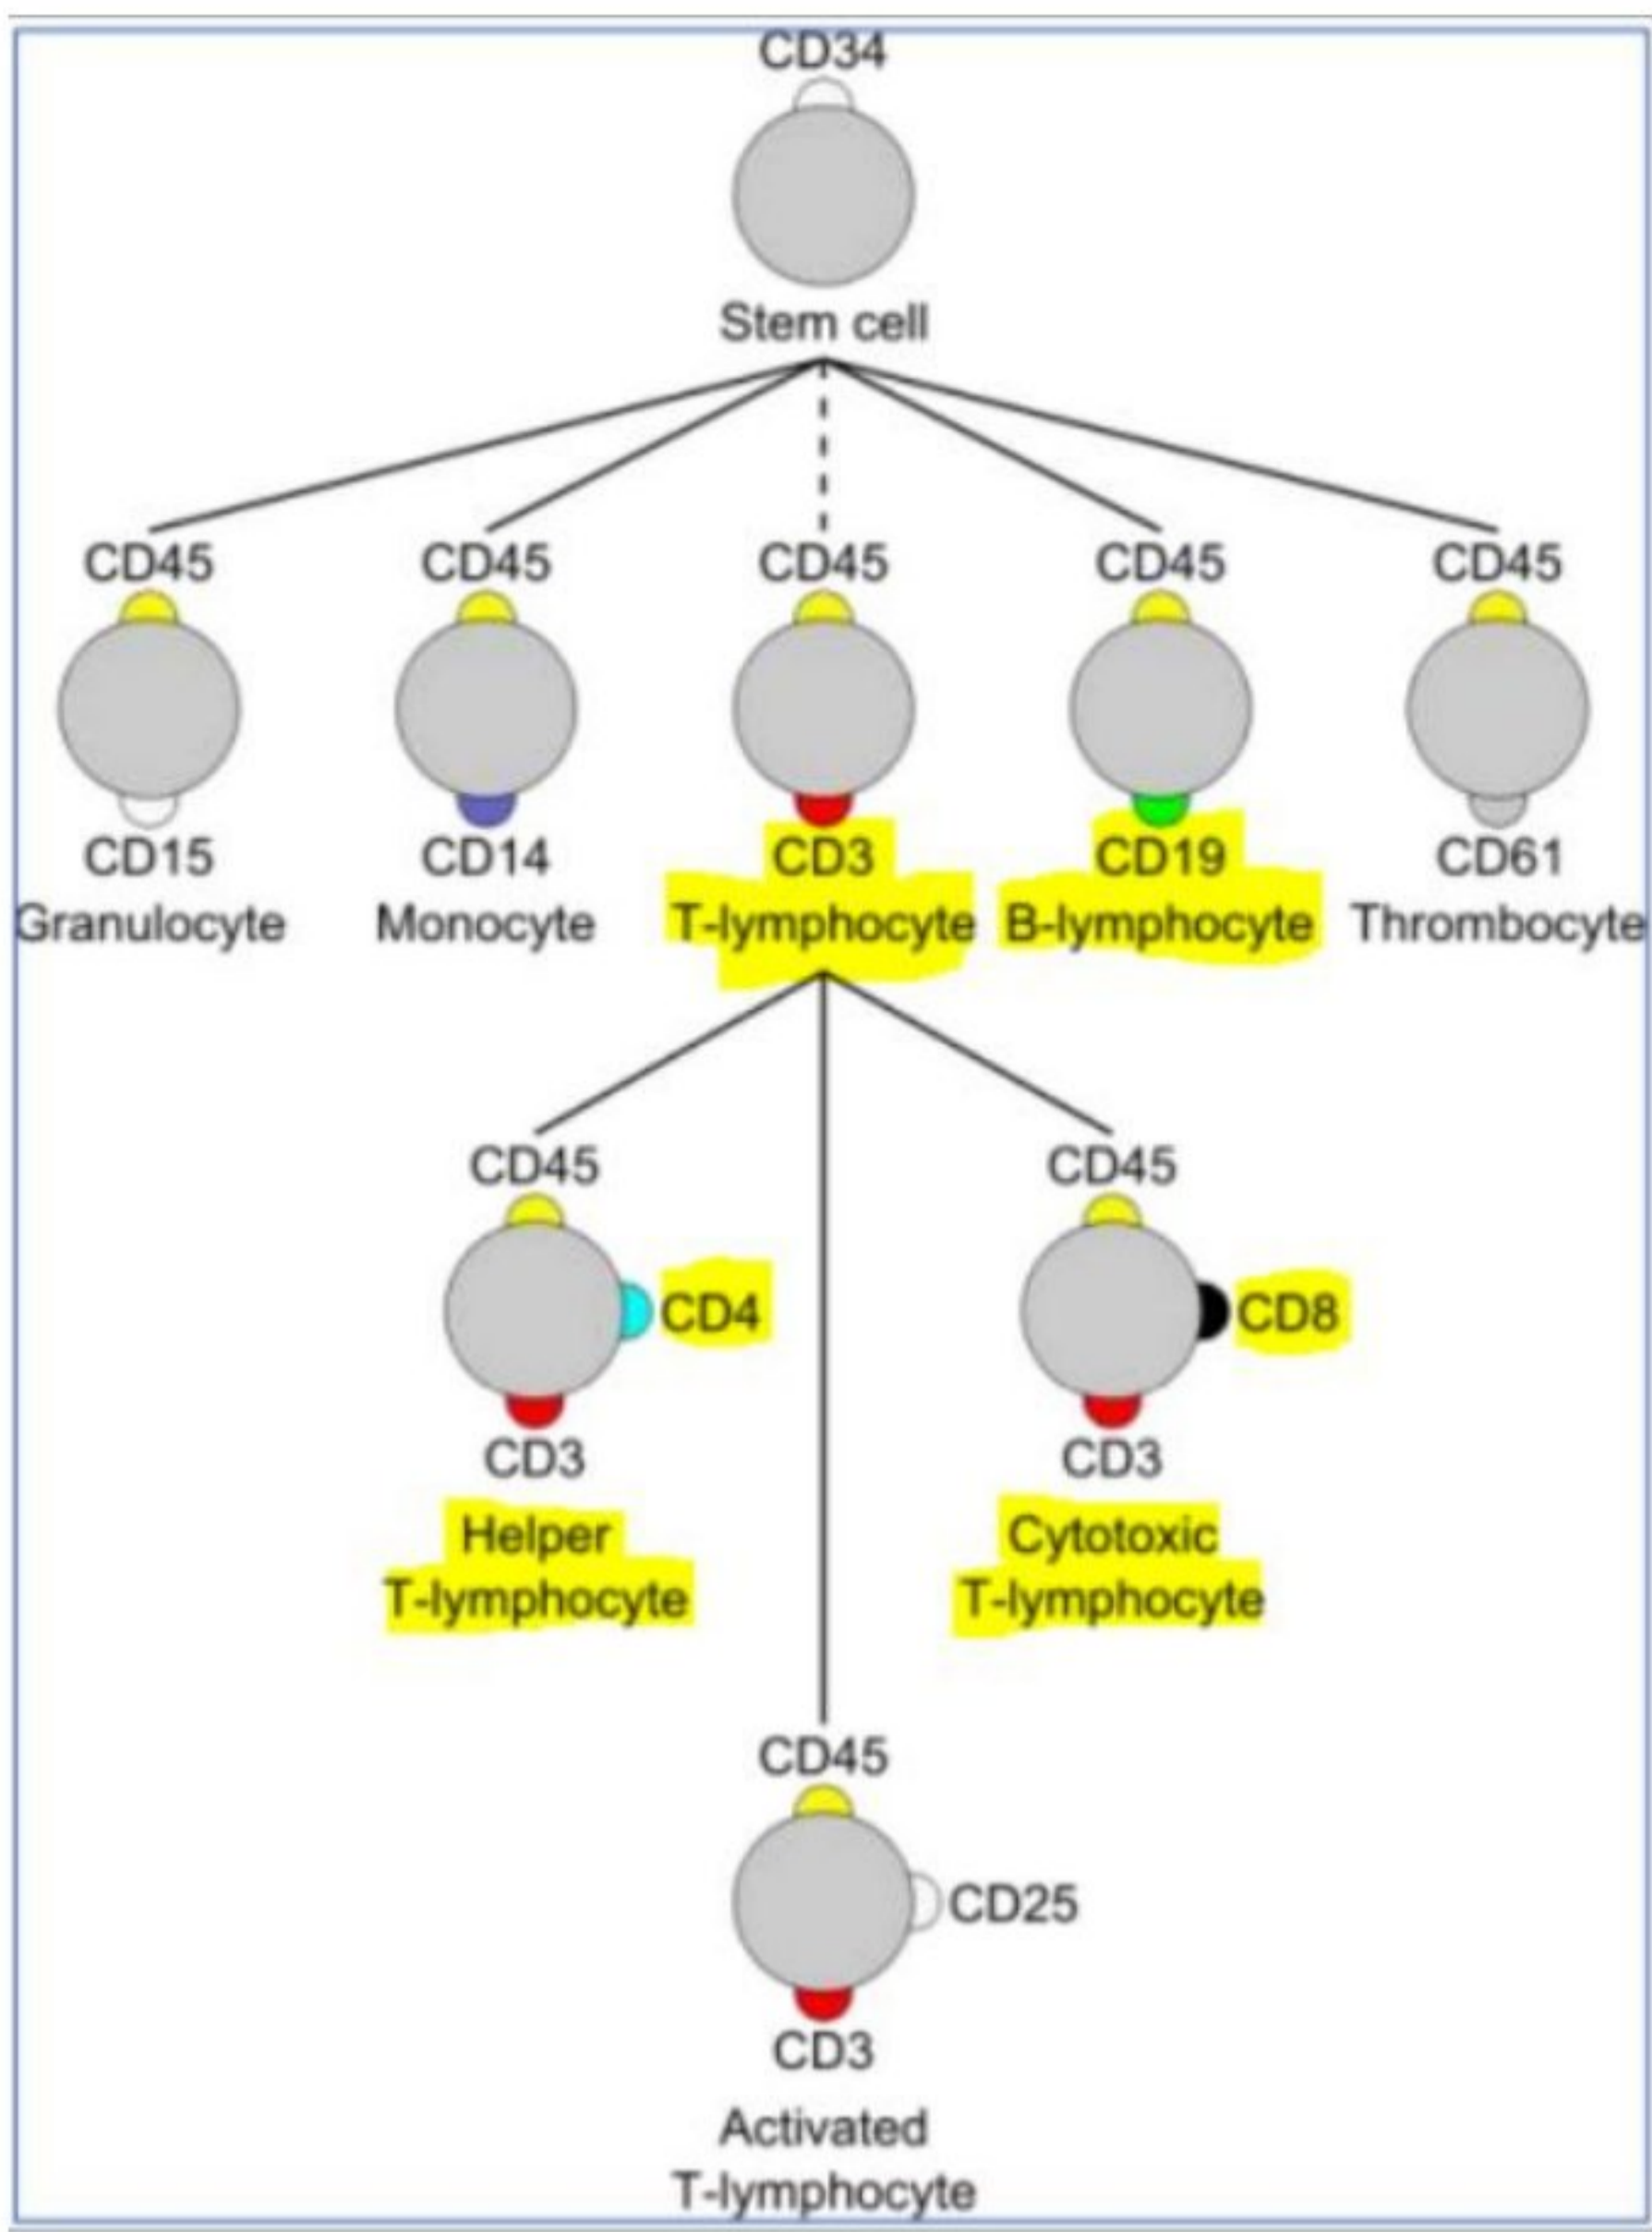 CD34
Stem cell
CD45 CD45 CD45 CD45 CD45
CD15 CD14 CD3 CD19 CD61
Granulocyte Monocyte T-lymphocyte B-lymphocyte Thrombocyte
CD45 CD45
CD4 CD8
CD3 CD3
Helper Cytotoxic
T-lymphocyte T-lymphocyte
CD45
CD25
CD3
Activated
T-lymphocyte